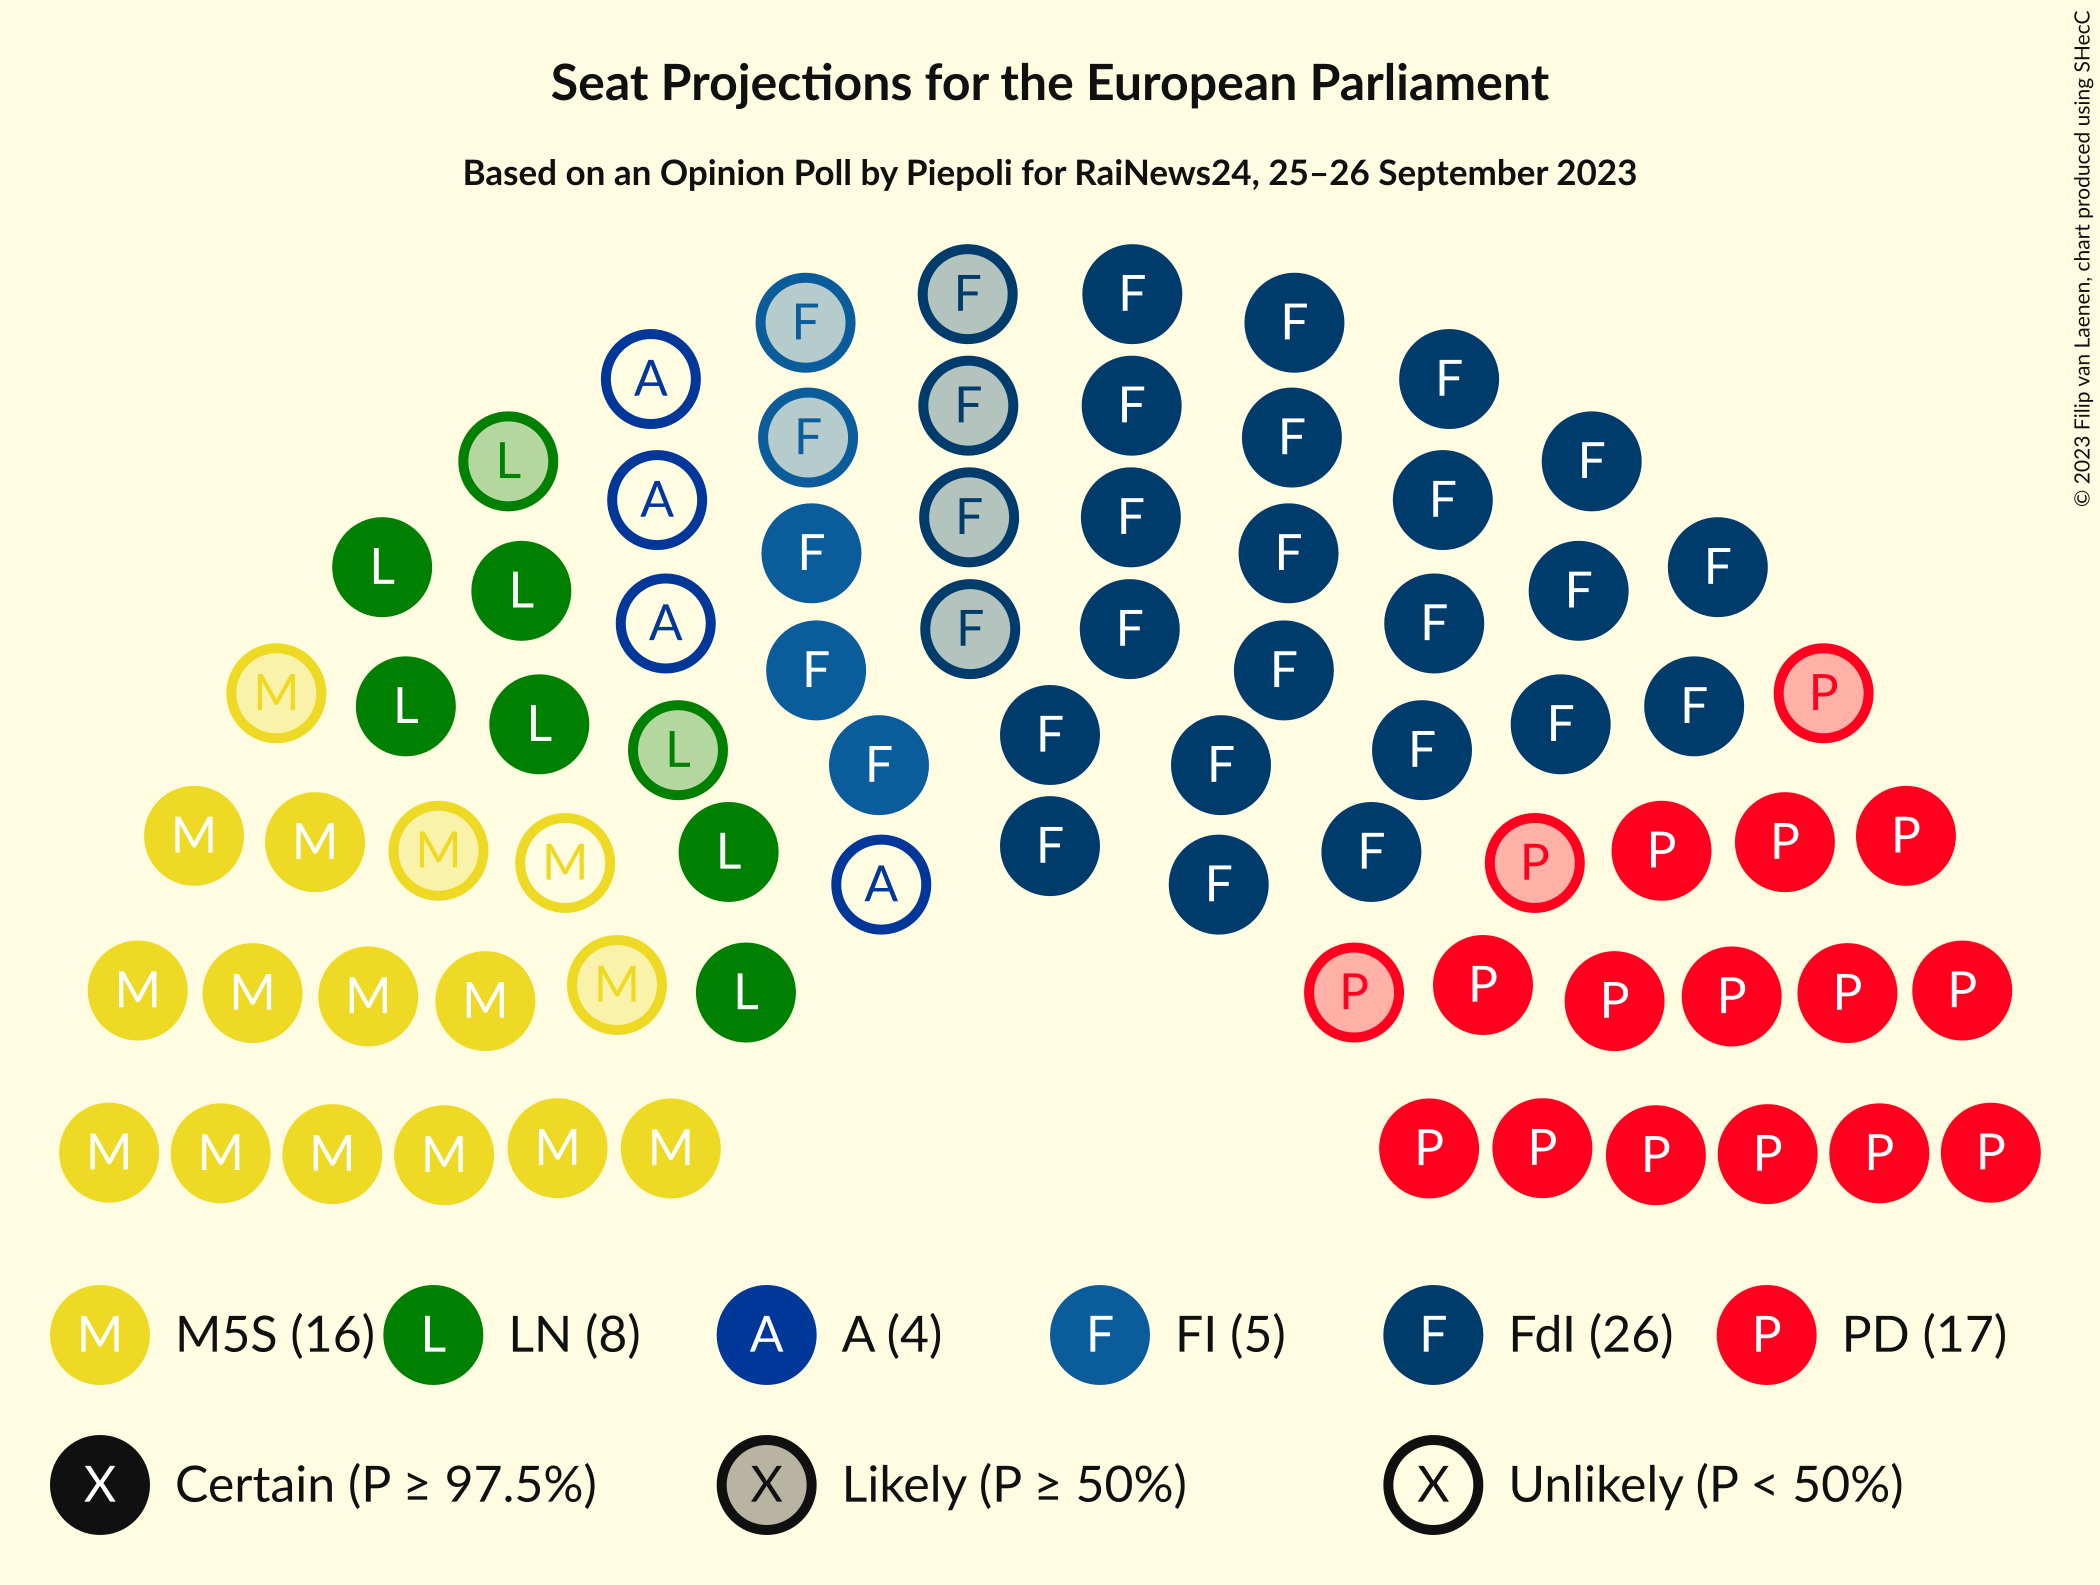 Seat Projections for the European Parliament
Based on an Opinion Poll by Piepoli for RaiNews24, 25–26 September 2023
© 2023 Filip van Laenen, chart produced using SHecC
F F
F F
A F
L F
A F F F
F F
A F
L F F F
L F
L F F F
A F
L F F F
M P
F F
L F
L F
L F
F F F
M P
M P
F
M P
L F
M P
A F
M P
M L P P
M P
M P
M P
M P
M M P P
M M P P
M M P P
M M P P
M M5S (16) L LN (8) A A (4) F FI (5) F FdI (26) P PD (17)
X Certain (P ≥ 97.5%) X Likely (P ≥ 50%) X Unlikely (P < 50%)